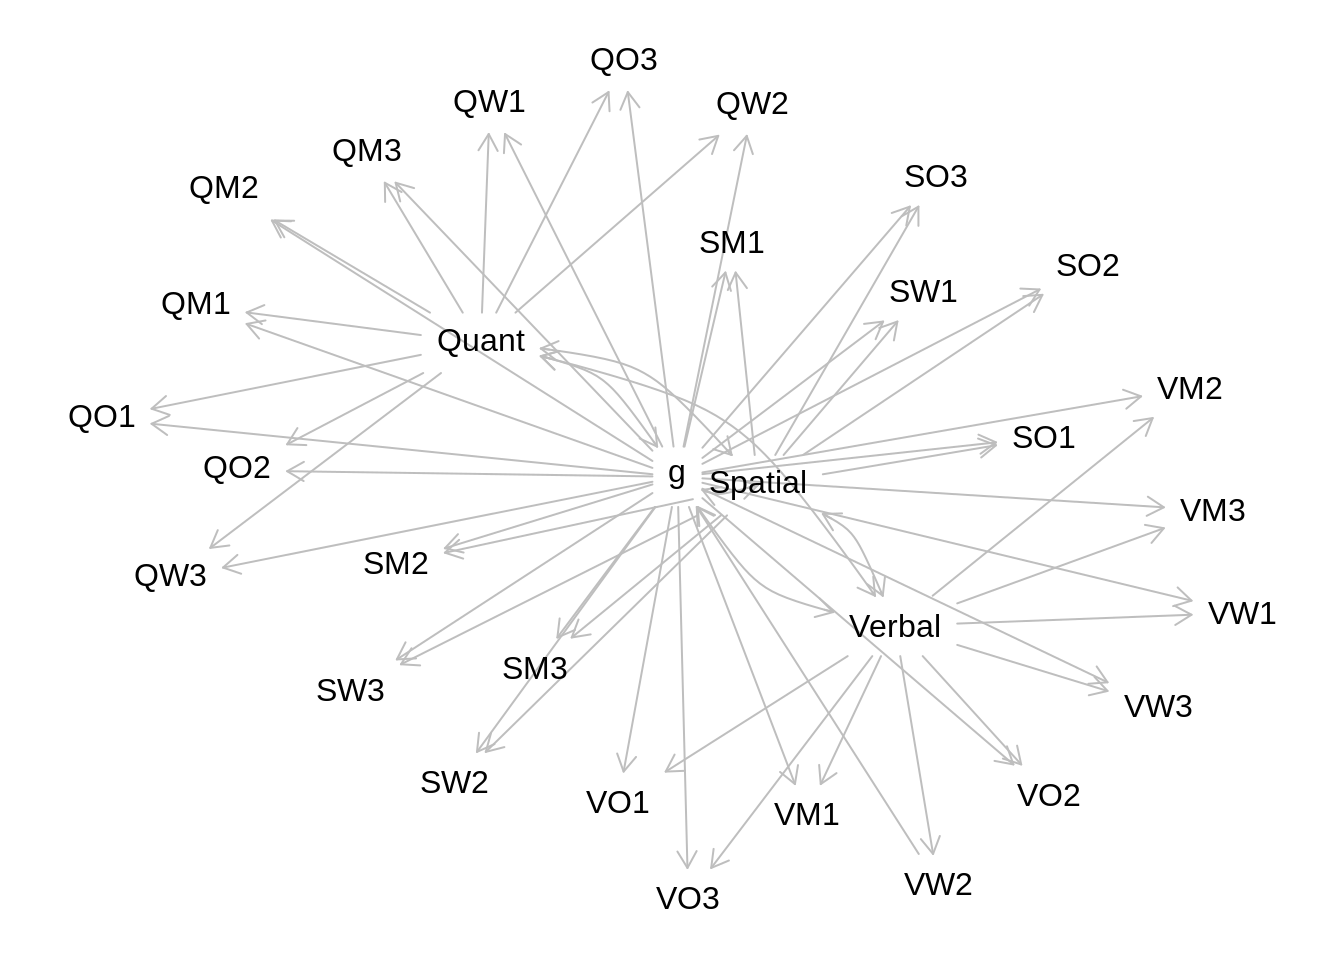 QO3
QW1
QW2
QM3
SO3
QM2
SM1
SO2
SW1
QM1
Quant
VM2
QO1
SO1
QO2
g
Spatial
VM3
SM2
QW3
VW1
Verbal
SM3
SW3
VW3
SW2
VO2
VO1
VM1
VW2
VO3